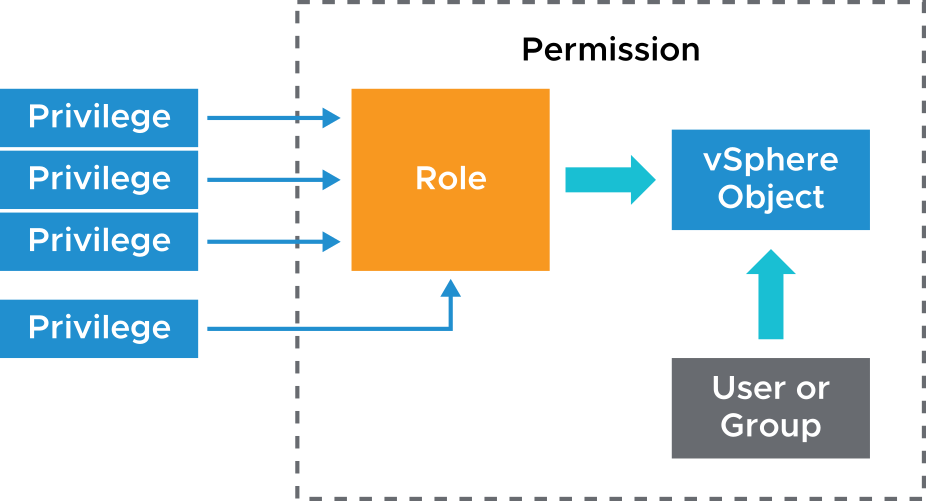 Permission
Privilege
Privilege
Privilege
Privilege
Role
vSphere
Object
User or
Group